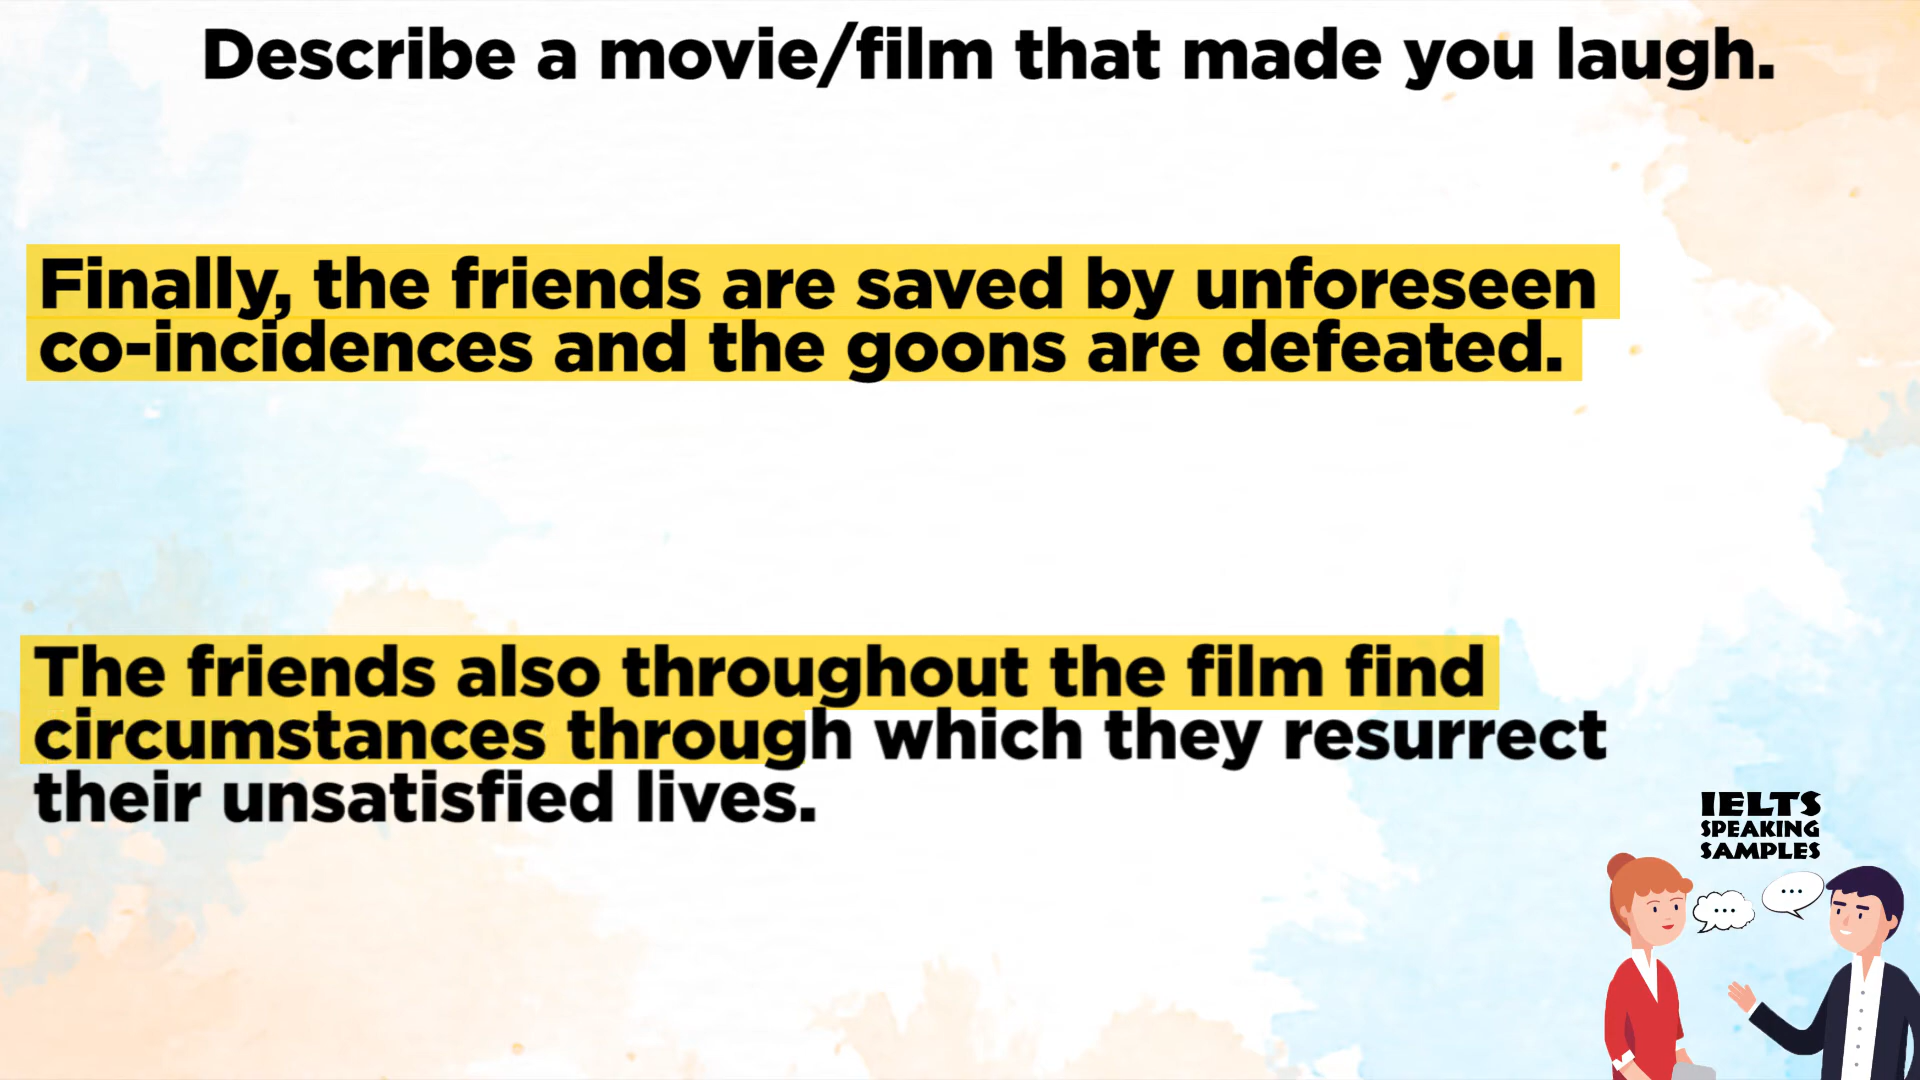 Describe a movie/film that made you laugh.
Finally, the friends are saved by unforeseen
co-incidences and the goons are defeated.
The friends also throughout the film find
circumstances through which they resurrect
their unsatisfied lives.
IELTS
SPEAKING
SAMPLES
...
...